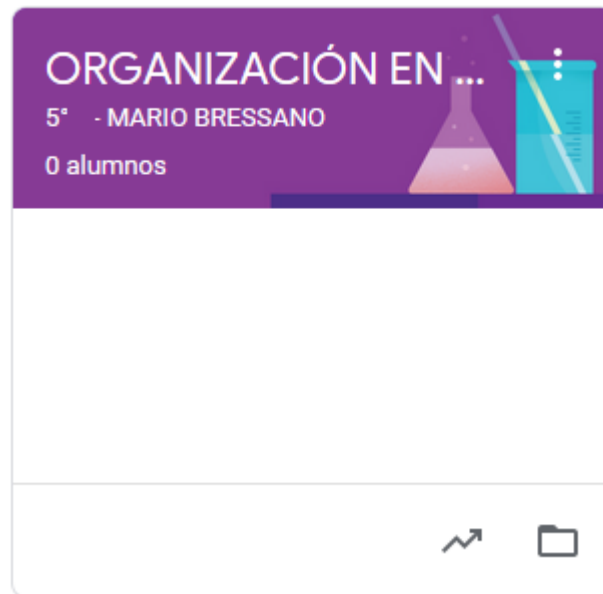 ORGANIZACIÓN EN ...
5° - MARIO BRESSANO
0 alumnos